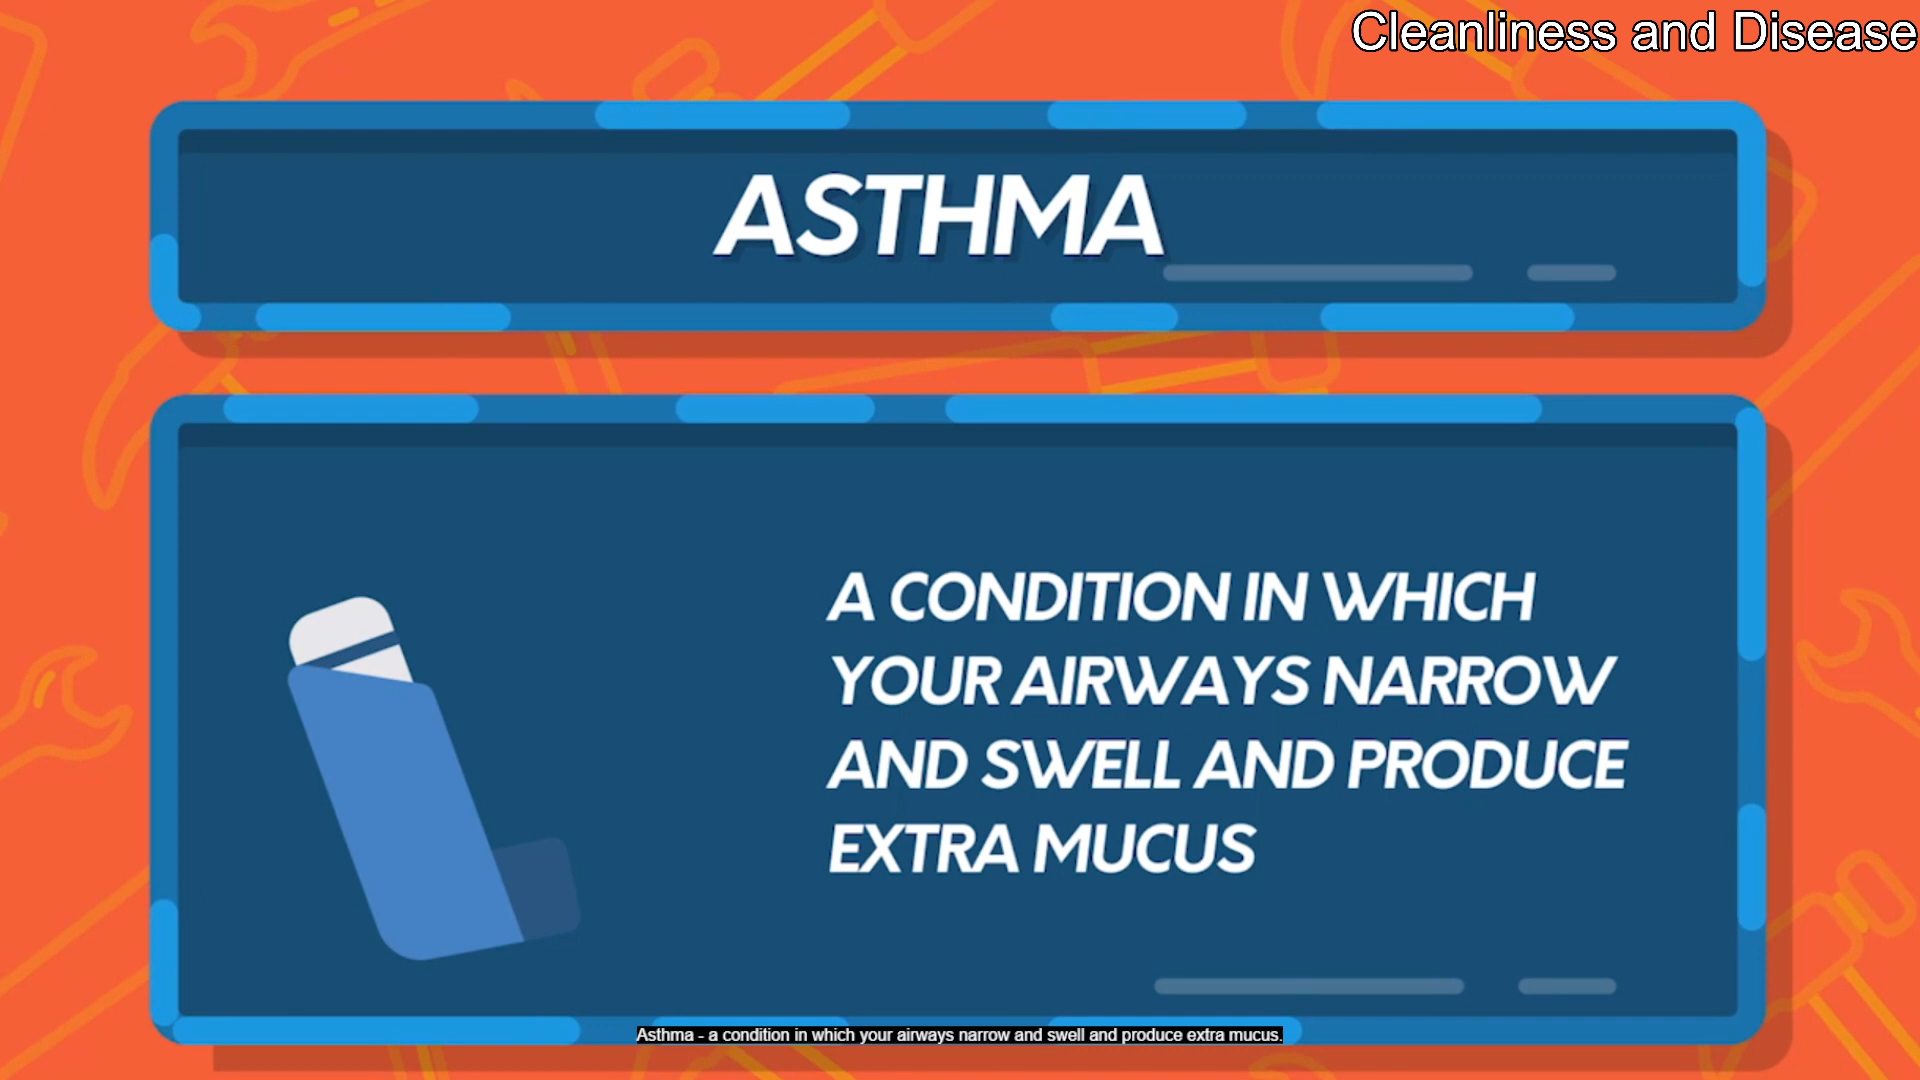 Cleanliness and Disease
ASTHMA
A CONDITION IN WHICH
YOUR AIRWAYS NARROW
AND SWELL AND PRODUCE
EXTRA MUCUS
Asthma - a condition in which your airways narrow and swell and produce extra mucus.